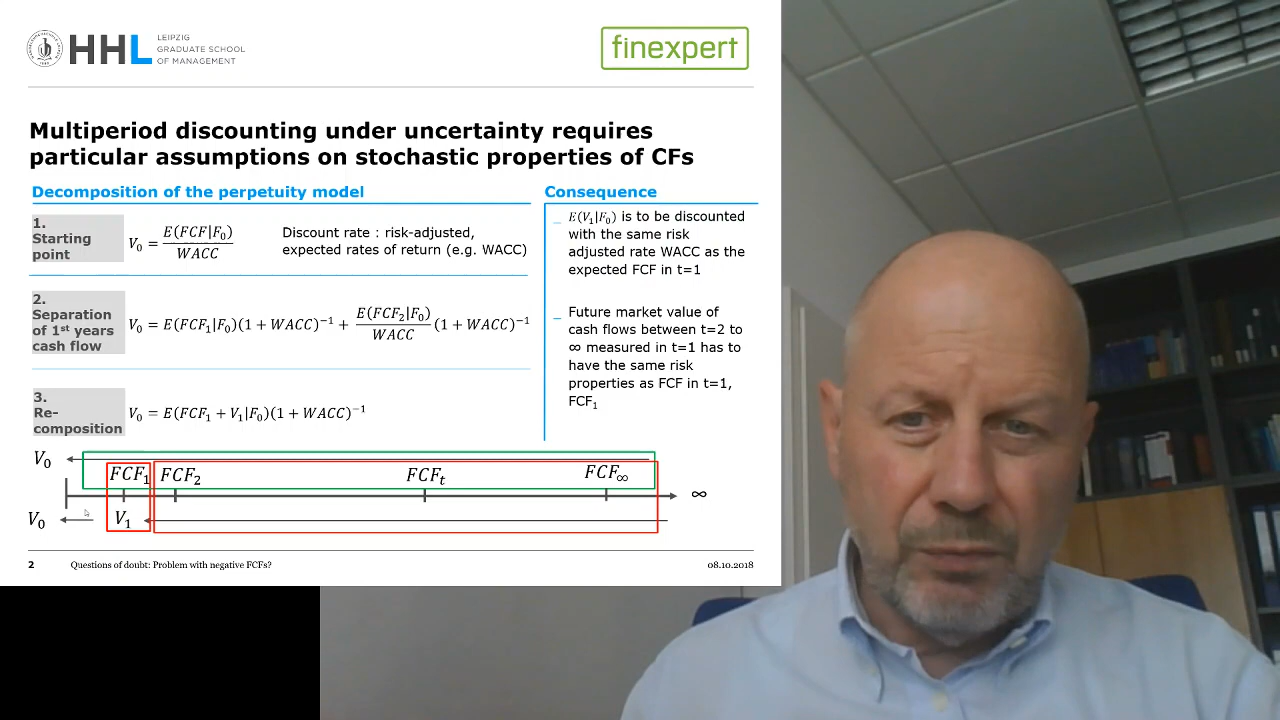 HHL
LEIPZIG
GRADUATE SCHOOL
OF MANAGEMENT
finexpert
Multiperiod discounting under uncertainty requires
particular assumptions on stochastic properties of CFs
Decomposition of the perpetuity model
Consequence
1.
Starting
point
V₀ = E(FCF|F₀) / WACC
Discount rate : risk-adjusted,
expected rates of return (e.g. WACC)
2.
Separation
of 1st years
cash flow
V₀ = E(FCF₁|F₀)(1 + WACC)⁻¹ + E(FCF₂|F₀) / WACC (1 + WACC)⁻¹
3.
Re-
composition
V₀ = E(FCF₁ + V₁|F₀)(1 + WACC)⁻¹
– E(V₁|F₀) is to be discounted
with the same risk
adjusted rate WACC as the
expected FCF in t=1
– Future market value of
cash flows between t=2 to
∞ measured in t=1 has to
have the same risk
properties as FCF in t=1,
FCF₁
V₀
FCF₁ FCF₂ FCFₜ FCF∞
∞
V₀ V₁
2 Questions of doubt: Problem with negative FCFs? 08.10.2018